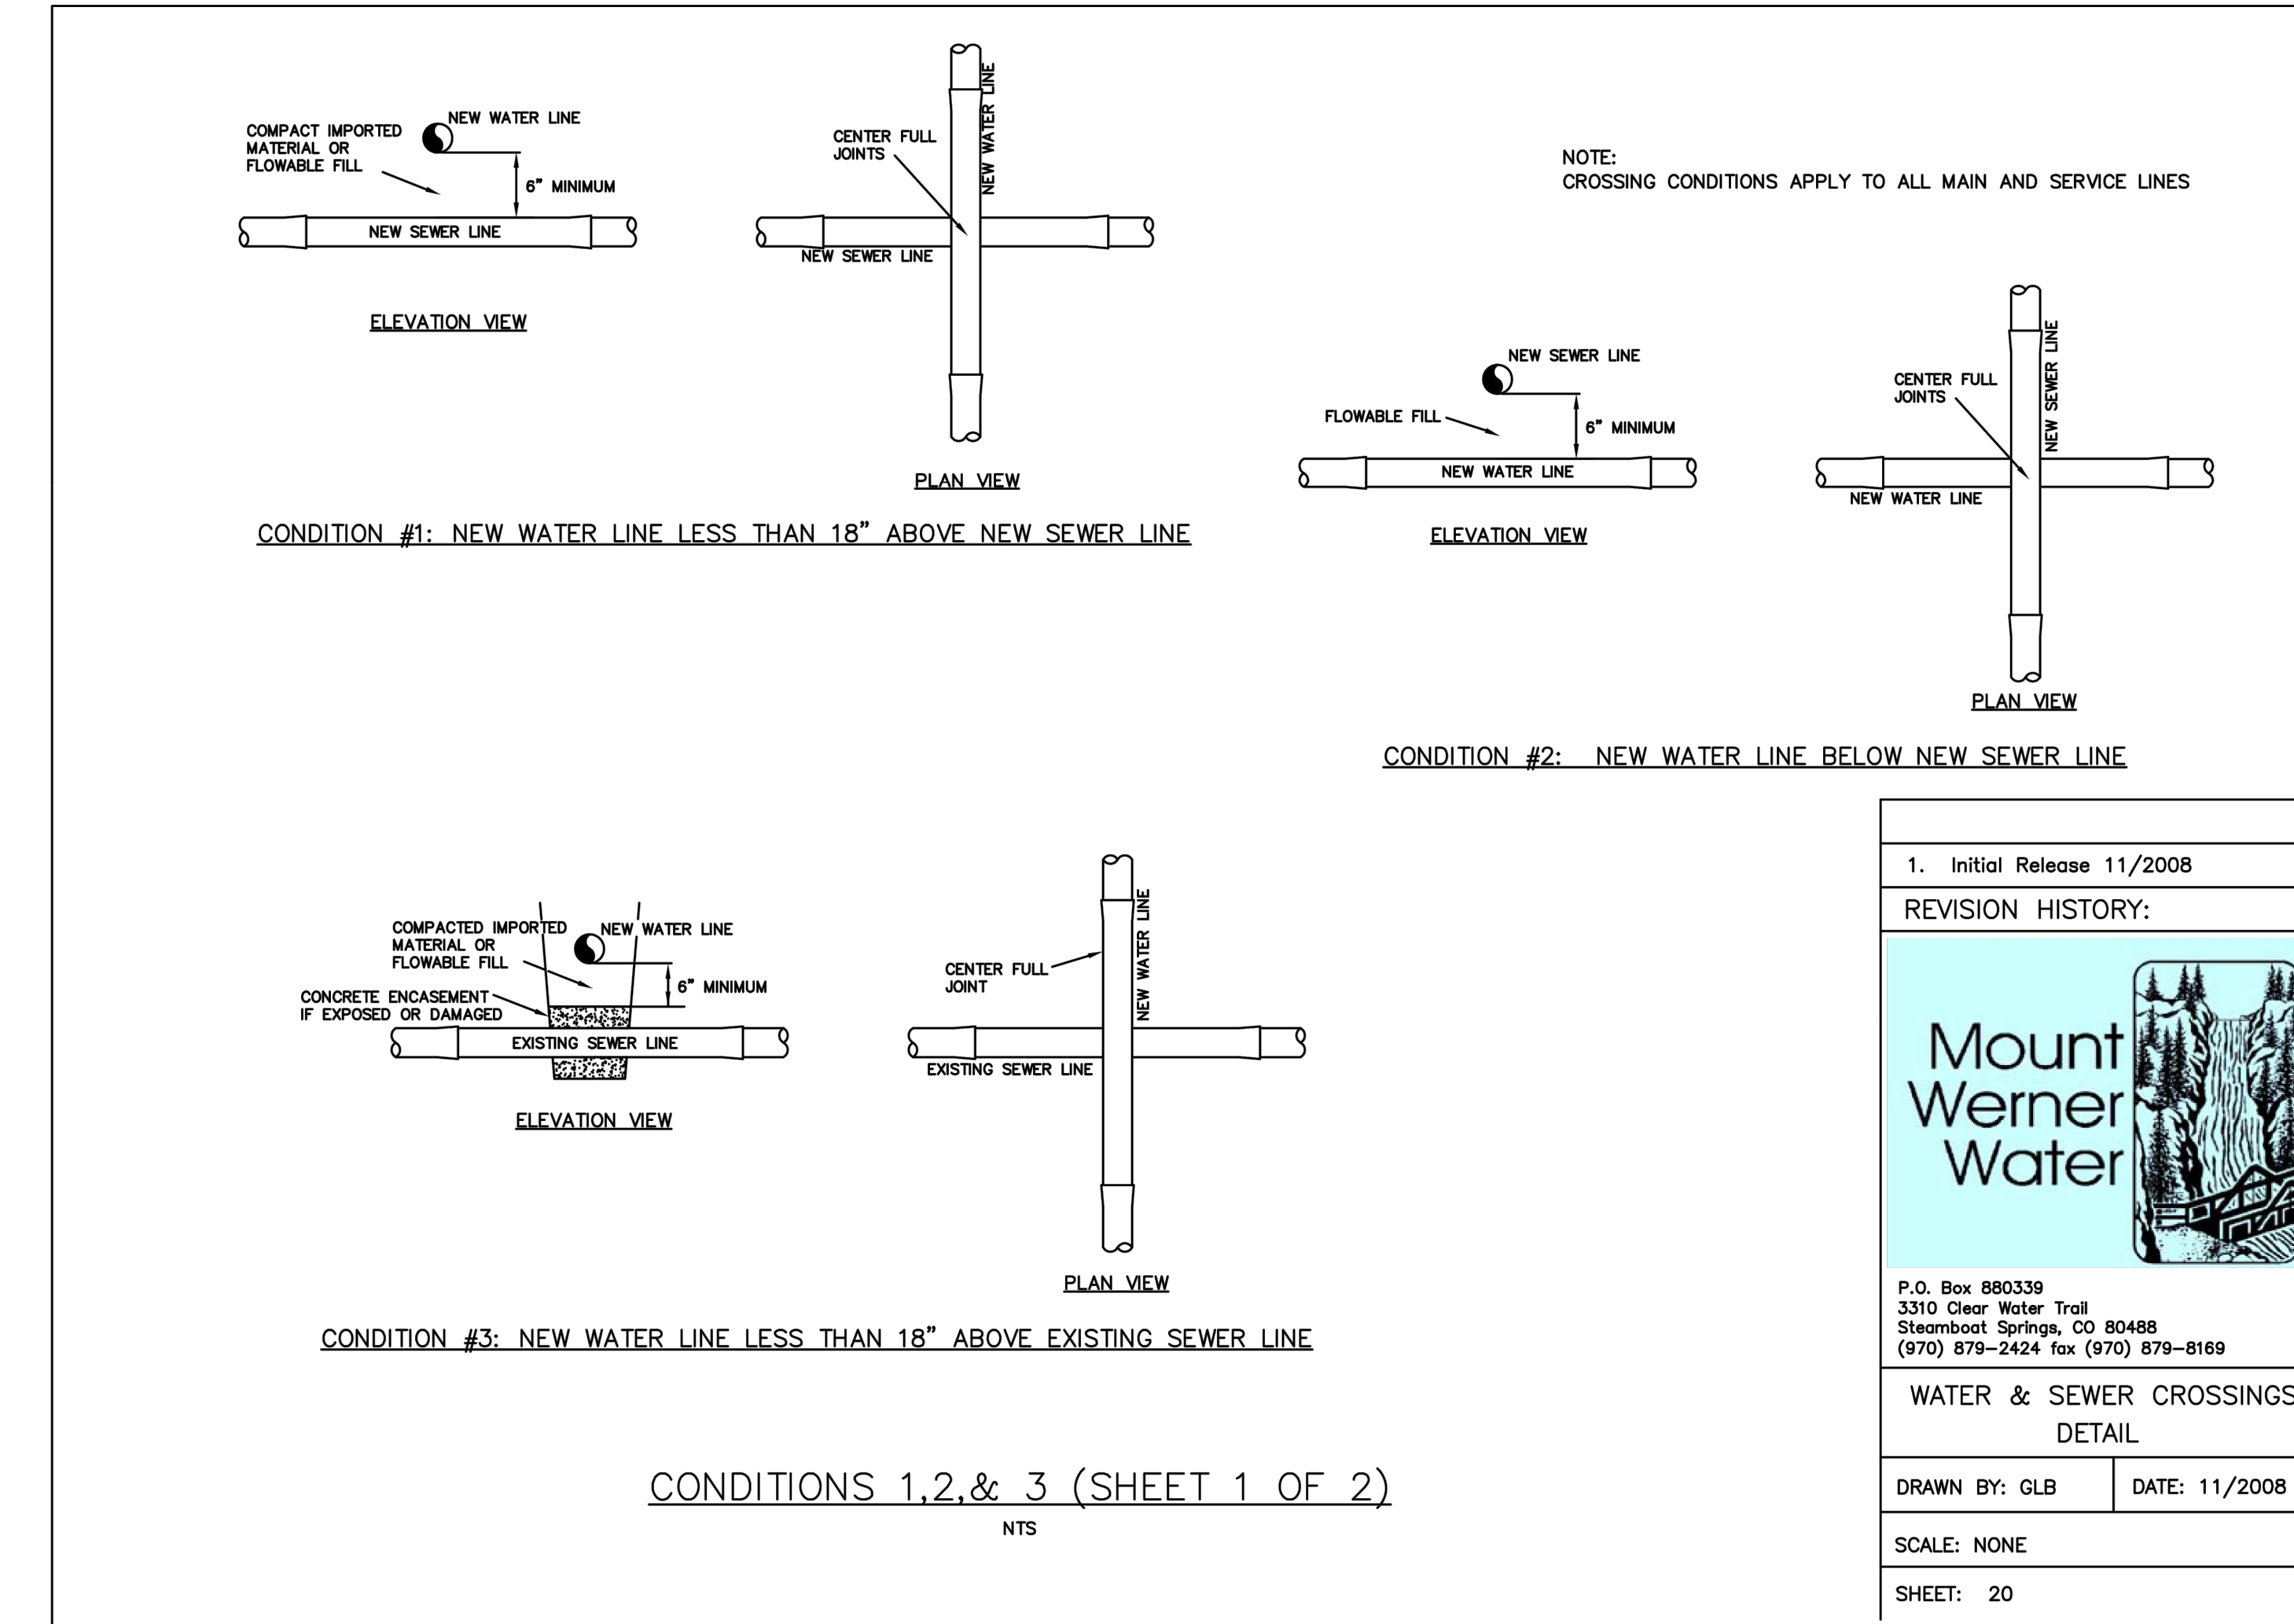 COMPACT IMPORTED
MATERIAL OR
FLOWABLE FILL
NEW WATER LINE
6" MINIMUM
NEW SEWER LINE
ELEVATION VIEW
CENTER FULL
JOINTS
NEW WATER LINE
NEW SEWER LINE
PLAN VIEW
CONDITION #1: NEW WATER LINE LESS THAN 18" ABOVE NEW SEWER LINE
NOTE:
CROSSING CONDITIONS APPLY TO ALL MAIN AND SERVICE LINES
NEW SEWER LINE
FLOWABLE FILL
6" MINIMUM
NEW WATER LINE
ELEVATION VIEW
CENTER FULL
JOINTS
NEW SEWER LINE
NEW WATER LINE
PLAN VIEW
CONDITION #2: NEW WATER LINE BELOW NEW SEWER LINE
COMPACTED IMPORTED
MATERIAL OR
FLOWABLE FILL
NEW WATER LINE
6" MINIMUM
CONCRETE ENCASEMENT
IF EXPOSED OR DAMAGED
EXISTING SEWER LINE
ELEVATION VIEW
CENTER FULL
JOINT
NEW WATER LINE
EXISTING SEWER LINE
PLAN VIEW
CONDITION #3: NEW WATER LINE LESS THAN 18" ABOVE EXISTING SEWER LINE
CONDITIONS 1,2,& 3 (SHEET 1 OF 2)
NTS
1. Initial Release 11/2008
REVISION HISTORY:
Mount
Werner
Water
P.O. Box 880339
3310 Clear Water Trail
Steamboat Springs, CO 80488
(970) 879-2424 fax (970) 879-8169
WATER & SEWER CROSSINGS
DETAIL
DRAWN BY: GLB
DATE: 11/2008
SCALE: NONE
SHEET: 20